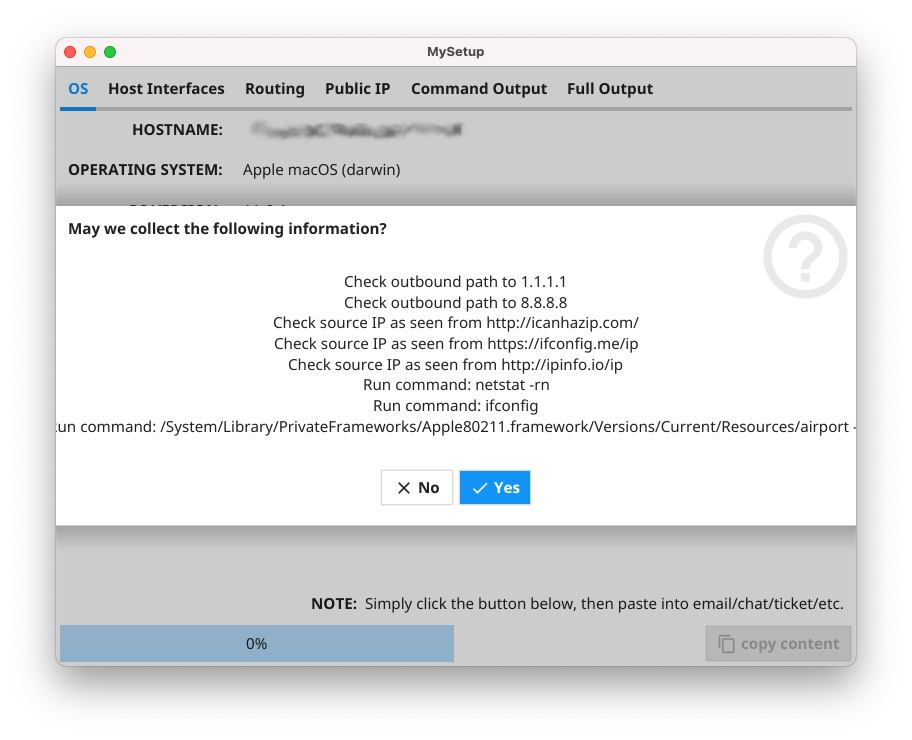 MySetup
OS Host Interfaces Routing Public IP Command Output Full Output
HOSTNAME:
OPERATING SYSTEM: Apple macOS (darwin)
May we collect the following information?
Check outbound path to 1.1.1.1
Check outbound path to 8.8.8.8
Check source IP as seen from http://icanhazip.com/
Check source IP as seen from https://ifconfig.me/ip
Check source IP as seen from http://ipinfo.io/ip
Run command: netstat -rn
Run command: ifconfig
un command: /System/Library/PrivateFrameworks/Apple80211.framework/Versions/Current/Resources/airport -
No Yes
NOTE: Simply click the button below, then paste into email/chat/ticket/etc.
0% copy content